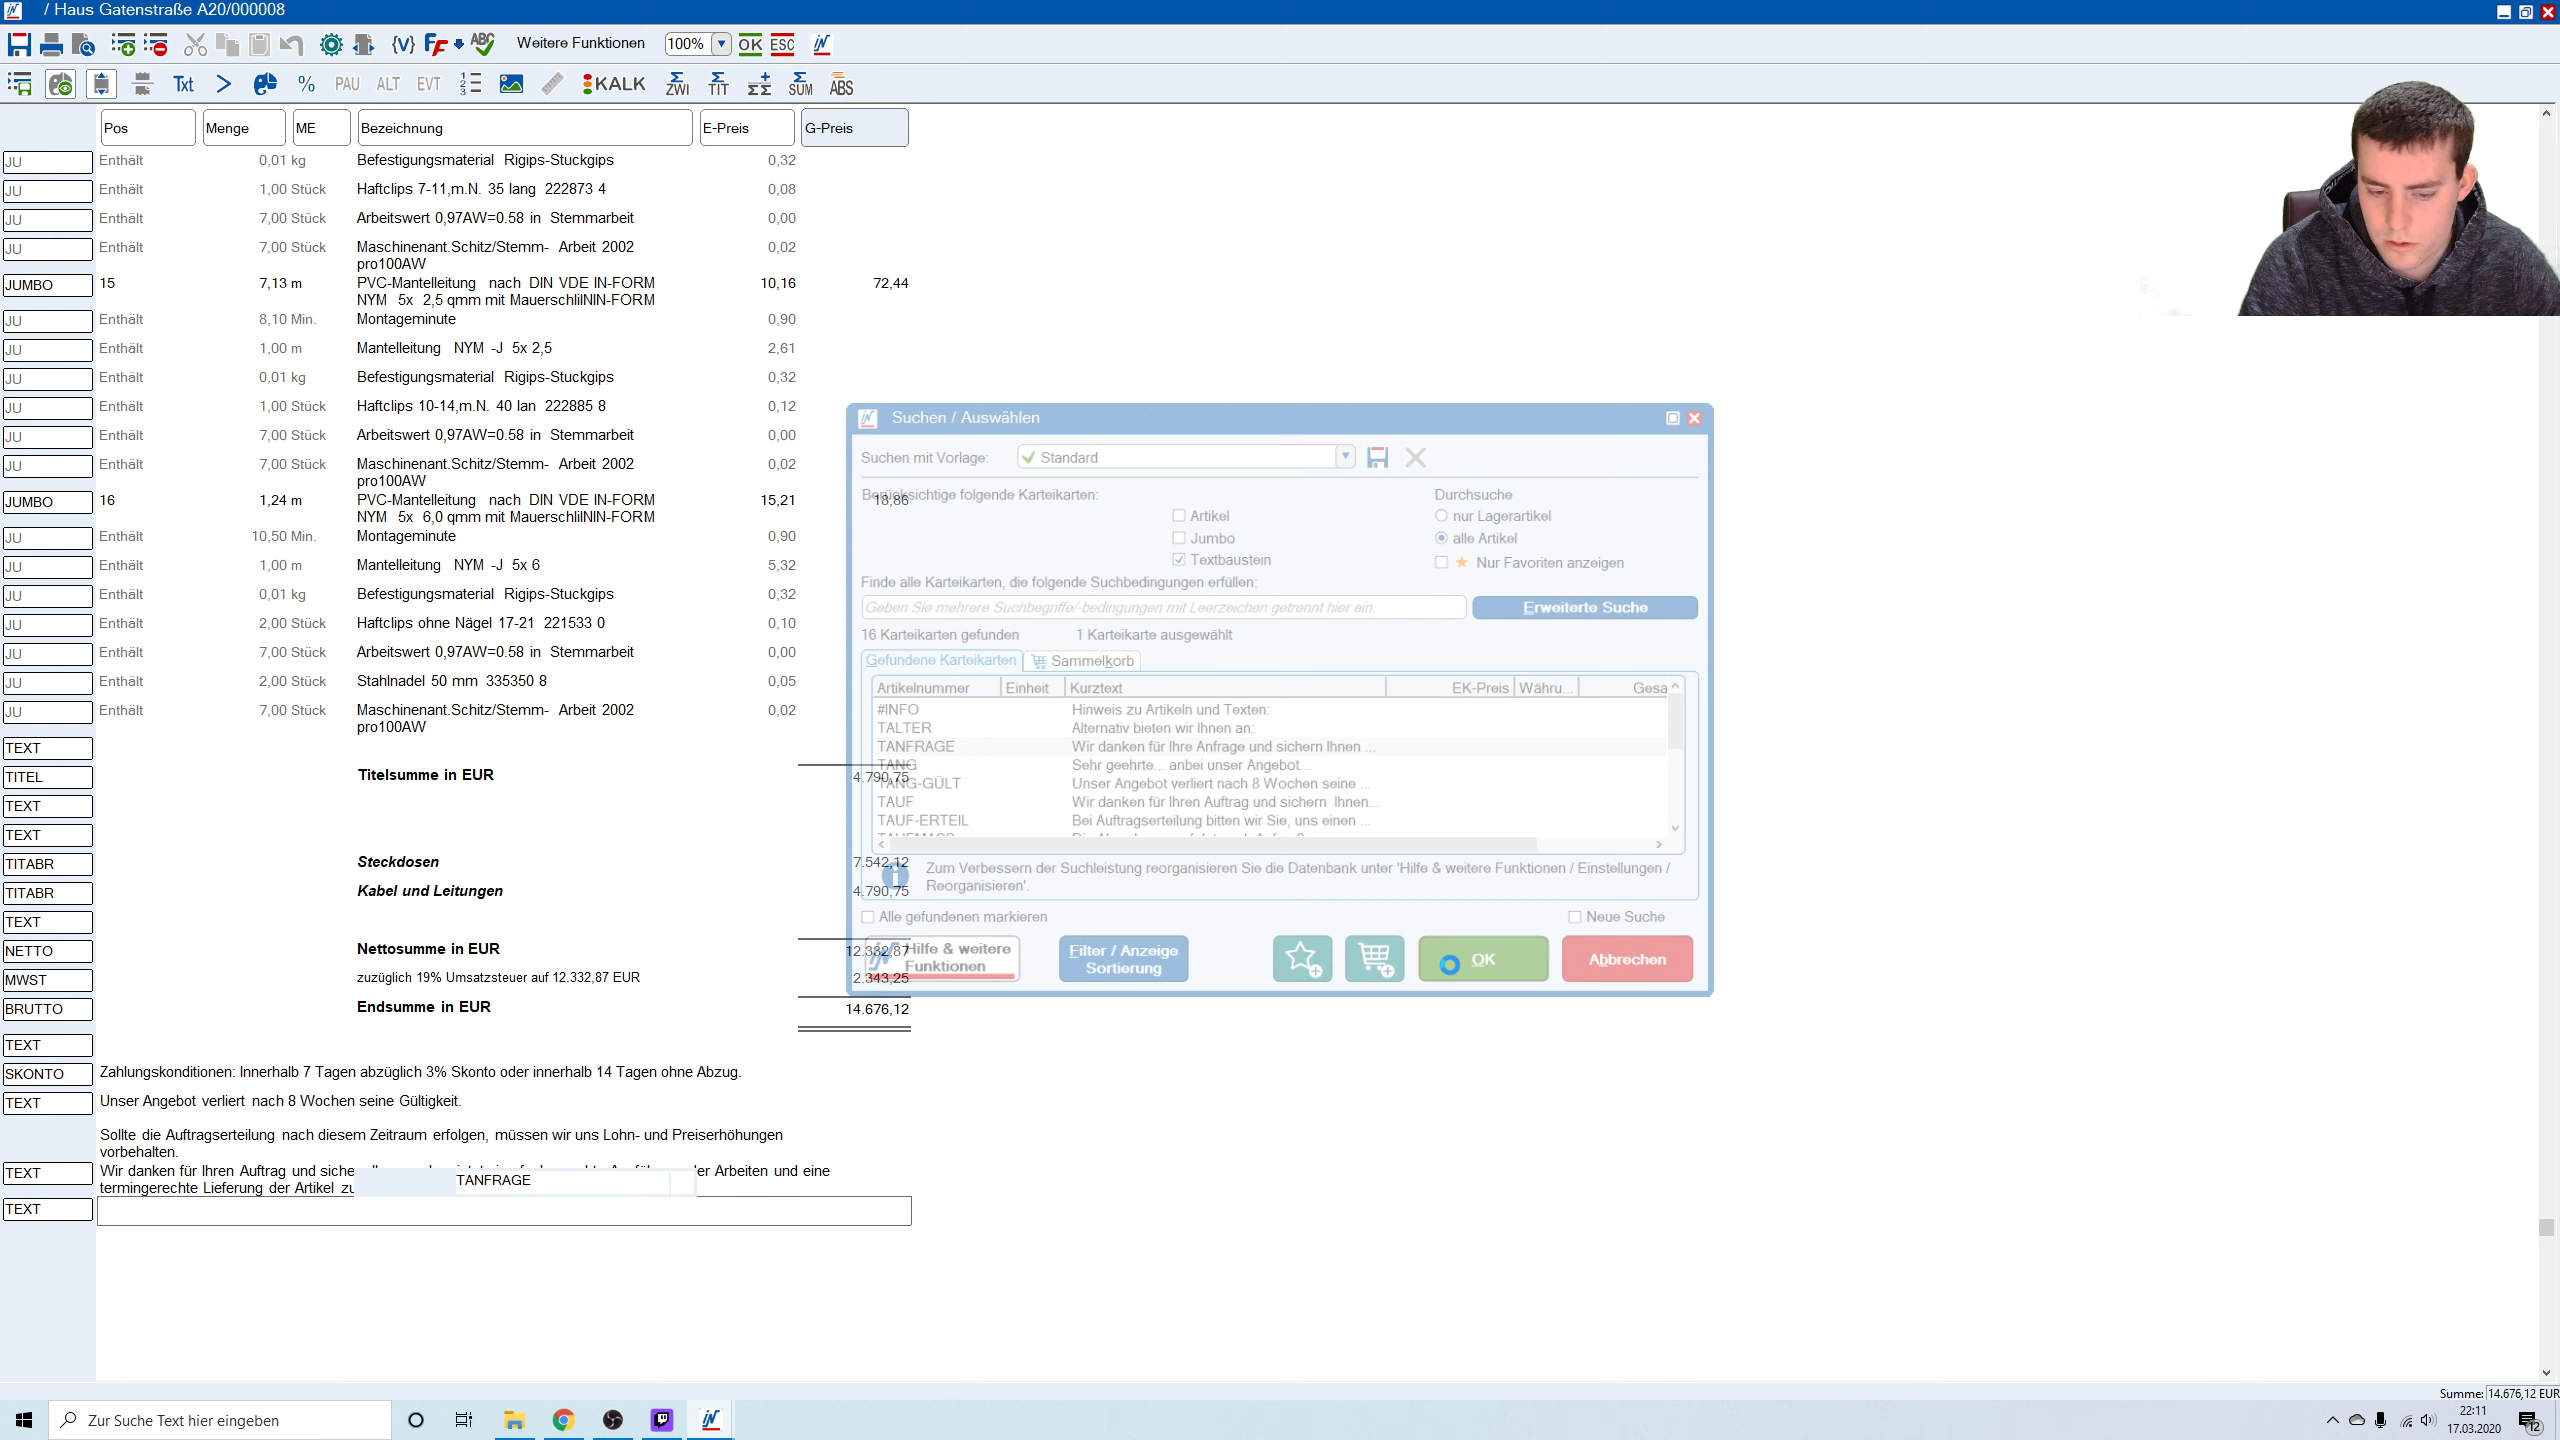 / Haus Gatenstraße A20/000008
{V} FF ABC Weitere Funktionen 100% OK ESC
Txt > % PAU ALT EVT KALK ZWI TIT SUM ABS
Pos Menge ME Bezeichnung E-Preis G-Preis
JU Enthält 0,01 kg Befestigungsmaterial Rigips-Stuckgips 0,32
JU Enthält 1,00 Stück Haftclips 7-11,m.N. 35 lang 222873 4 0,08
JU Enthält 7,00 Stück Arbeitswert 0,97AW=0.58 in Stemmarbeit 0,00
JU Enthält 7,00 Stück Maschinenant.Schitz/Stemm- Arbeit 2002 0,02
pro100AW
JUMBO 15 7,13 m PVC-Mantelleitung nach DIN VDE IN-FORM 10,16 72,44
NYM 5x 2,5 qmm mit MauerschlilNIN-FORM
JU Enthält 8,10 Min. Montageminute 0,90
JU Enthält 1,00 m Mantelleitung NYM -J 5x 2,5 2,61
JU Enthält 0,01 kg Befestigungsmaterial Rigips-Stuckgips 0,32
JU Enthält 1,00 Stück Haftclips 10-14,m.N. 40 lan 222885 8 0,12
JU Enthält 7,00 Stück Arbeitswert 0,97AW=0.58 in Stemmarbeit 0,00
JU Enthält 7,00 Stück Maschinenant.Schitz/Stemm- Arbeit 2002 0,02
pro100AW
JUMBO 16 1,24 m PVC-Mantelleitung nach DIN VDE IN-FORM 15,21 18,86
NYM 5x 6,0 qmm mit MauerschlilNIN-FORM
JU Enthält 10,50 Min. Montageminute 0,90
JU Enthält 1,00 m Mantelleitung NYM -J 5x 6 5,32
JU Enthält 0,01 kg Befestigungsmaterial Rigips-Stuckgips 0,32
JU Enthält 2,00 Stück Haftclips ohne Nägel 17-21 221533 0 0,10
JU Enthält 7,00 Stück Arbeitswert 0,97AW=0.58 in Stemmarbeit 0,00
JU Enthält 2,00 Stück Stahlnadel 50 mm 335350 8 0,05
JU Enthält 7,00 Stück Maschinenant.Schitz/Stemm- Arbeit 2002 0,02
pro100AW
TEXT
TITEL Titelsumme in EUR 4.790,75
TEXT
TEXT
TITABR Steckdosen 7.542,12
TITABR Kabel und Leitungen 4.790,75
TEXT
NETTO Nettosumme in EUR 12.332,87
MWST zuzüglich 19% Umsatzsteuer auf 12.332,87 EUR 2.343,25
BRUTTO Endsumme in EUR 14.676,12
TEXT
SKONTO Zahlungskonditionen: Innerhalb 7 Tagen abzüglich 3% Skonto oder innerhalb 14 Tagen ohne Abzug.
TEXT Unser Angebot verliert nach 8 Wochen seine Gültigkeit.
Sollte die Auftragserteilung nach diesem Zeitraum erfolgen, müssen wir uns Lohn- und Preiserhöhungen
vorbehalten.
TEXT Wir danken für Ihren Auftrag und siche er Arbeiten und eine
termingerechte Lieferung der Artikel zu
TANFRAGE
TEXT
Suchen / Auswählen
Suchen mit Vorlage: Standard
Berücksichtige folgende Karteikarten: Durchsuche
Artikel nur Lagerartikel
Jumbo alle Artikel
Textbaustein Nur Favoriten anzeigen
Finde alle Karteikarten, die folgende Suchbedingungen erfüllen:
Geben Sie mehrere Suchbegriffe/-bedingungen mit Leerzeichen getrennt hier ein Erweiterte Suche
16 Karteikarten gefunden 1 Karteikarte ausgewählt
Gefundene Karteikarten Sammelkorb
Artikelnummer Einheit Kurztext EK-Preis Währu... Gesa
#INFO Hinweis zu Artikeln und Texten:
TALTER Alternativ bieten wir Ihnen an:
TANFRAGE Wir danken für Ihre Anfrage und sichern Ihnen ...
TANG Sehr geehrte... anbei unser Angebot...
TANG-GÜLT Unser Angebot verliert nach 8 Wochen seine ...
TAUF Wir danken für Ihren Auftrag und sichern Ihnen...
TAUF-ERTEIL Bei Auftragserteilung bitten wir Sie, uns einen ...
Zum Verbessern der Suchleistung reorganisieren Sie die Datenbank unter 'Hilfe & weitere Funktionen / Einstellungen /
Reorganisieren'.
Alle gefundenen markieren Neue Suche
Hilfe & weitere
Funktionen
Filter / Anzeige
Sortierung
OK
Abbrechen
Summe: 14.676,12 EUR
Zur Suche Text hier eingeben
22:11
17.03.2020
12